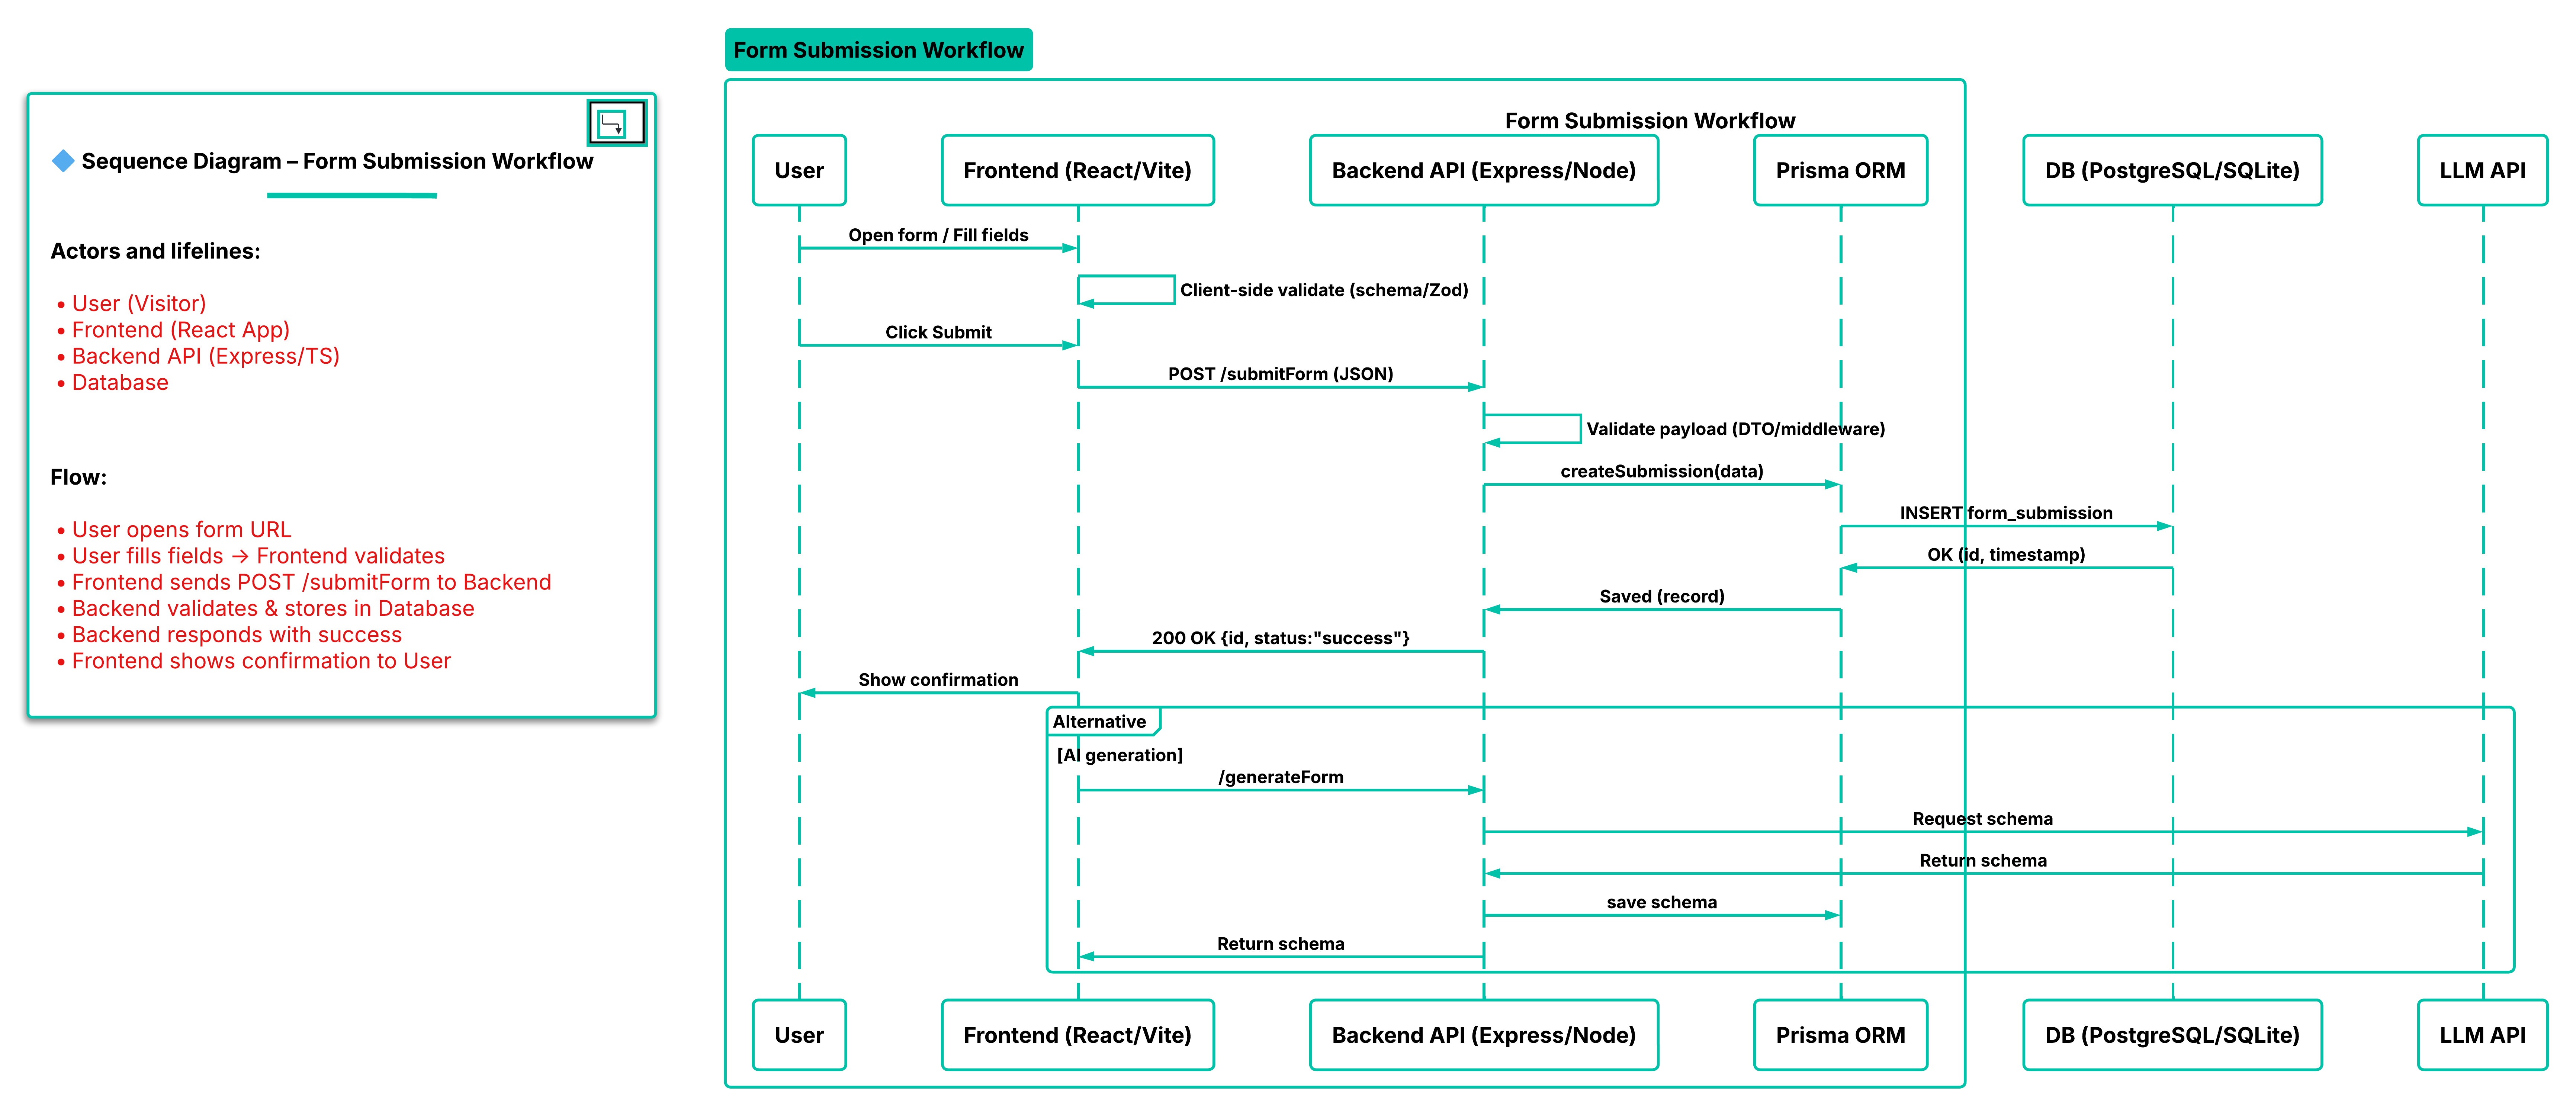 Form Submission Workflow
🔷 Sequence Diagram – Form Submission Workflow
Actors and lifelines:
• User (Visitor)
• Frontend (React App)
• Backend API (Express/TS)
• Database
Flow:
• User opens form URL
• User fills fields → Frontend validates
• Frontend sends POST /submitForm to Backend
• Backend validates & stores in Database
• Backend responds with success
• Frontend shows confirmation to User
Form Submission Workflow
User
Frontend (React/Vite)
Backend API (Express/Node)
Prisma ORM
DB (PostgreSQL/SQLite)
LLM API
Open form / Fill fields
Client-side validate (schema/Zod)
Click Submit
POST /submitForm (JSON)
Validate payload (DTO/middleware)
createSubmission(data)
INSERT form_submission
OK (id, timestamp)
Saved (record)
200 OK {id, status:"success"}
Show confirmation
Alternative
[AI generation]
/generateForm
Request schema
Return schema
save schema
Return schema
User
Frontend (React/Vite)
Backend API (Express/Node)
Prisma ORM
DB (PostgreSQL/SQLite)
LLM API